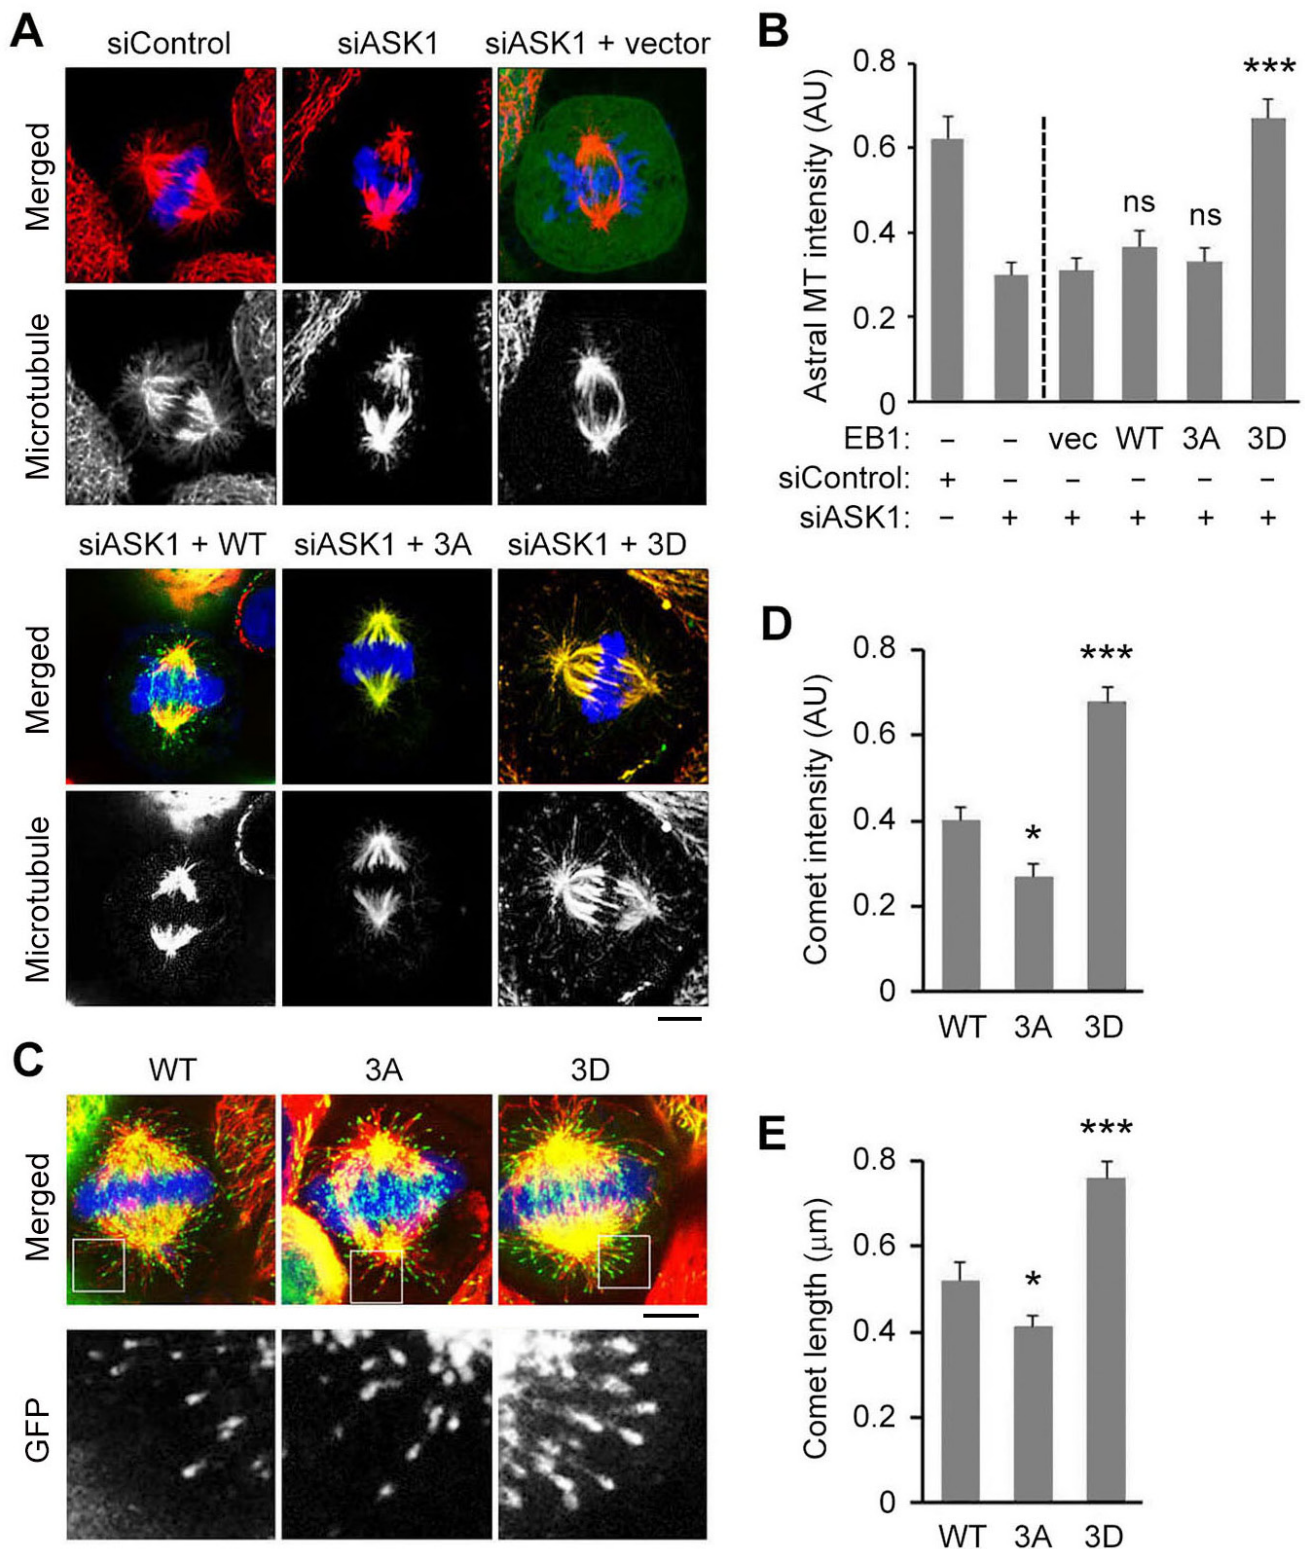 A
siControl siASK1 siASK1 + vector
Merged
Microtubule
siASK1 + WT siASK1 + 3A siASK1 + 3D
Merged
Microtubule
B
Astral MT intensity (AU)
0.8
0.6
0.4
0.2
0
ns ns ***
EB1: – – vec WT 3A 3D
siControl: + – – – – –
siASK1: – + + + + +
C
WT 3A 3D
Merged
GFP
D
Comet intensity (AU)
0.8
0.6
0.4
0.2
0
* ***
WT 3A 3D
E
Comet length (μm)
0.8
0.6
0.4
0.2
0
* ***
WT 3A 3D